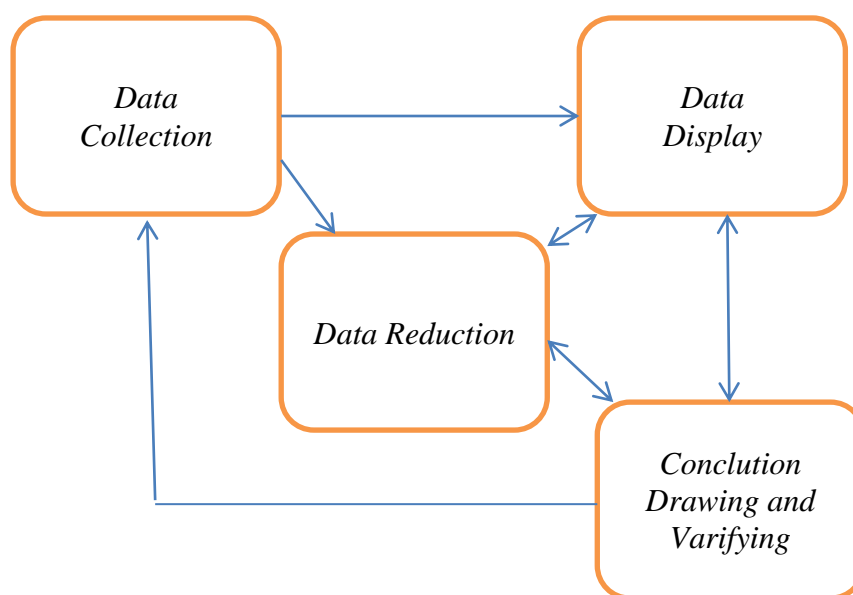 Data
Collection
Data
Display
Data Reduction
Conclution
Drawing and
Varifying